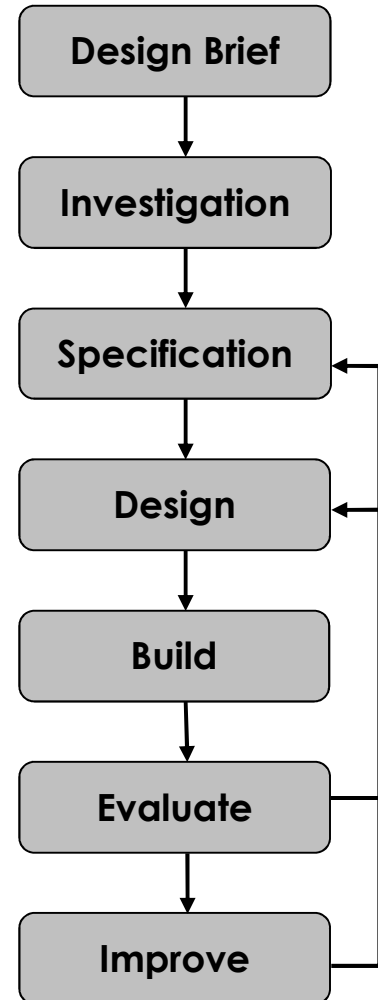 Design Brief
Investigation
Specification
Design
Build
Evaluate
Improve